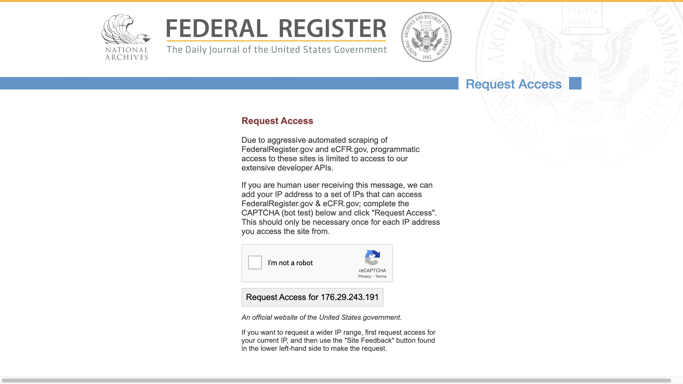 NATIONAL
ARCHIVES
FEDERAL REGISTER
The Daily Journal of the United States Government
Request Access
Request Access
Due to aggressive automated scraping of
FederalRegister.gov and eCFR.gov, programmatic
access to these sites is limited to access to our
extensive developer APIs.
If you are human user receiving this message, we can
add your IP address to a set of IPs that can access
FederalRegister.gov & eCFR.gov; complete the
CAPTCHA (bot test) below and click "Request Access".
This should only be necessary once for each IP address
you access the site from.
I'm not a robot
reCAPTCHA
Privacy - Terms
Request Access for 176.29.243.191
An official website of the United States government.
If you want to request a wider IP range, first request access for
your current IP, and then use the "Site Feedback" button found
in the lower left-hand side to make the request.